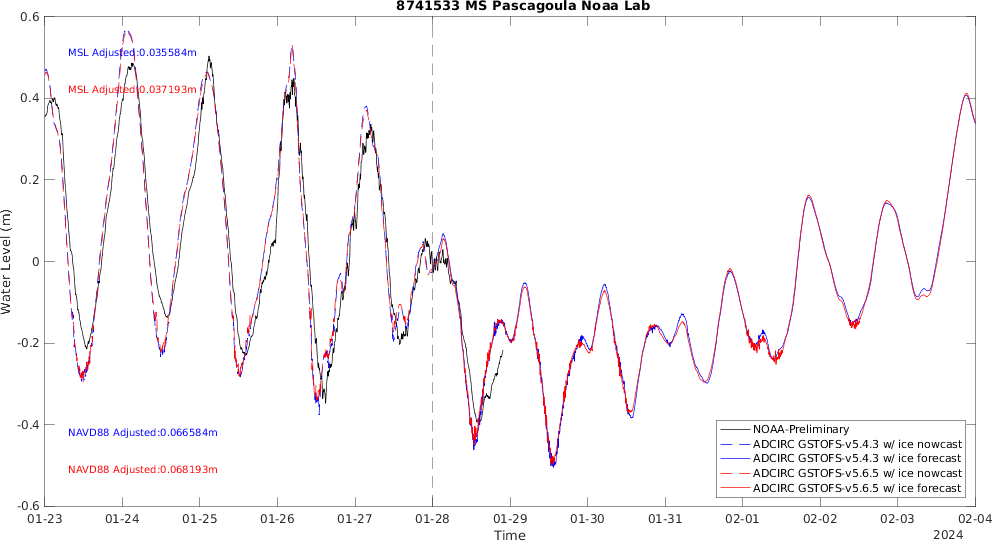 8741533 MS Pascagoula Noaa Lab
0.6
0.4
0.2
0
-0.2
-0.4
-0.6
Water Level (m)
MSL Adjusted:0.035584m
MSL Adjusted:0.037193m
NAVD88 Adjusted:0.066584m
NAVD88 Adjusted:0.068193m
NOAA-Preliminary
ADCIRC GSTOFS-v5.4.3 w/ ice nowcast
ADCIRC GSTOFS-v5.4.3 w/ ice forecast
ADCIRC GSTOFS-v5.6.5 w/ ice nowcast
ADCIRC GSTOFS-v5.6.5 w/ ice forecast
01-23 01-24 01-25 01-26 01-27 01-28 01-29 01-30 01-31 02-01 02-02 02-03 02-04
Time
2024